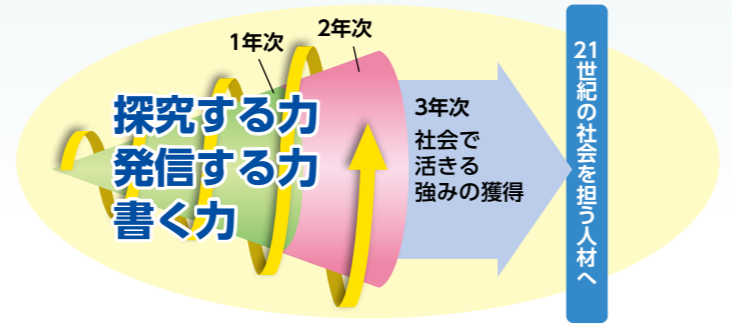 1年次
2年次
探究する力
発信する力
書く力
3年次
社会で
活きる
強みの獲得
21世紀の社会を担う人材へ